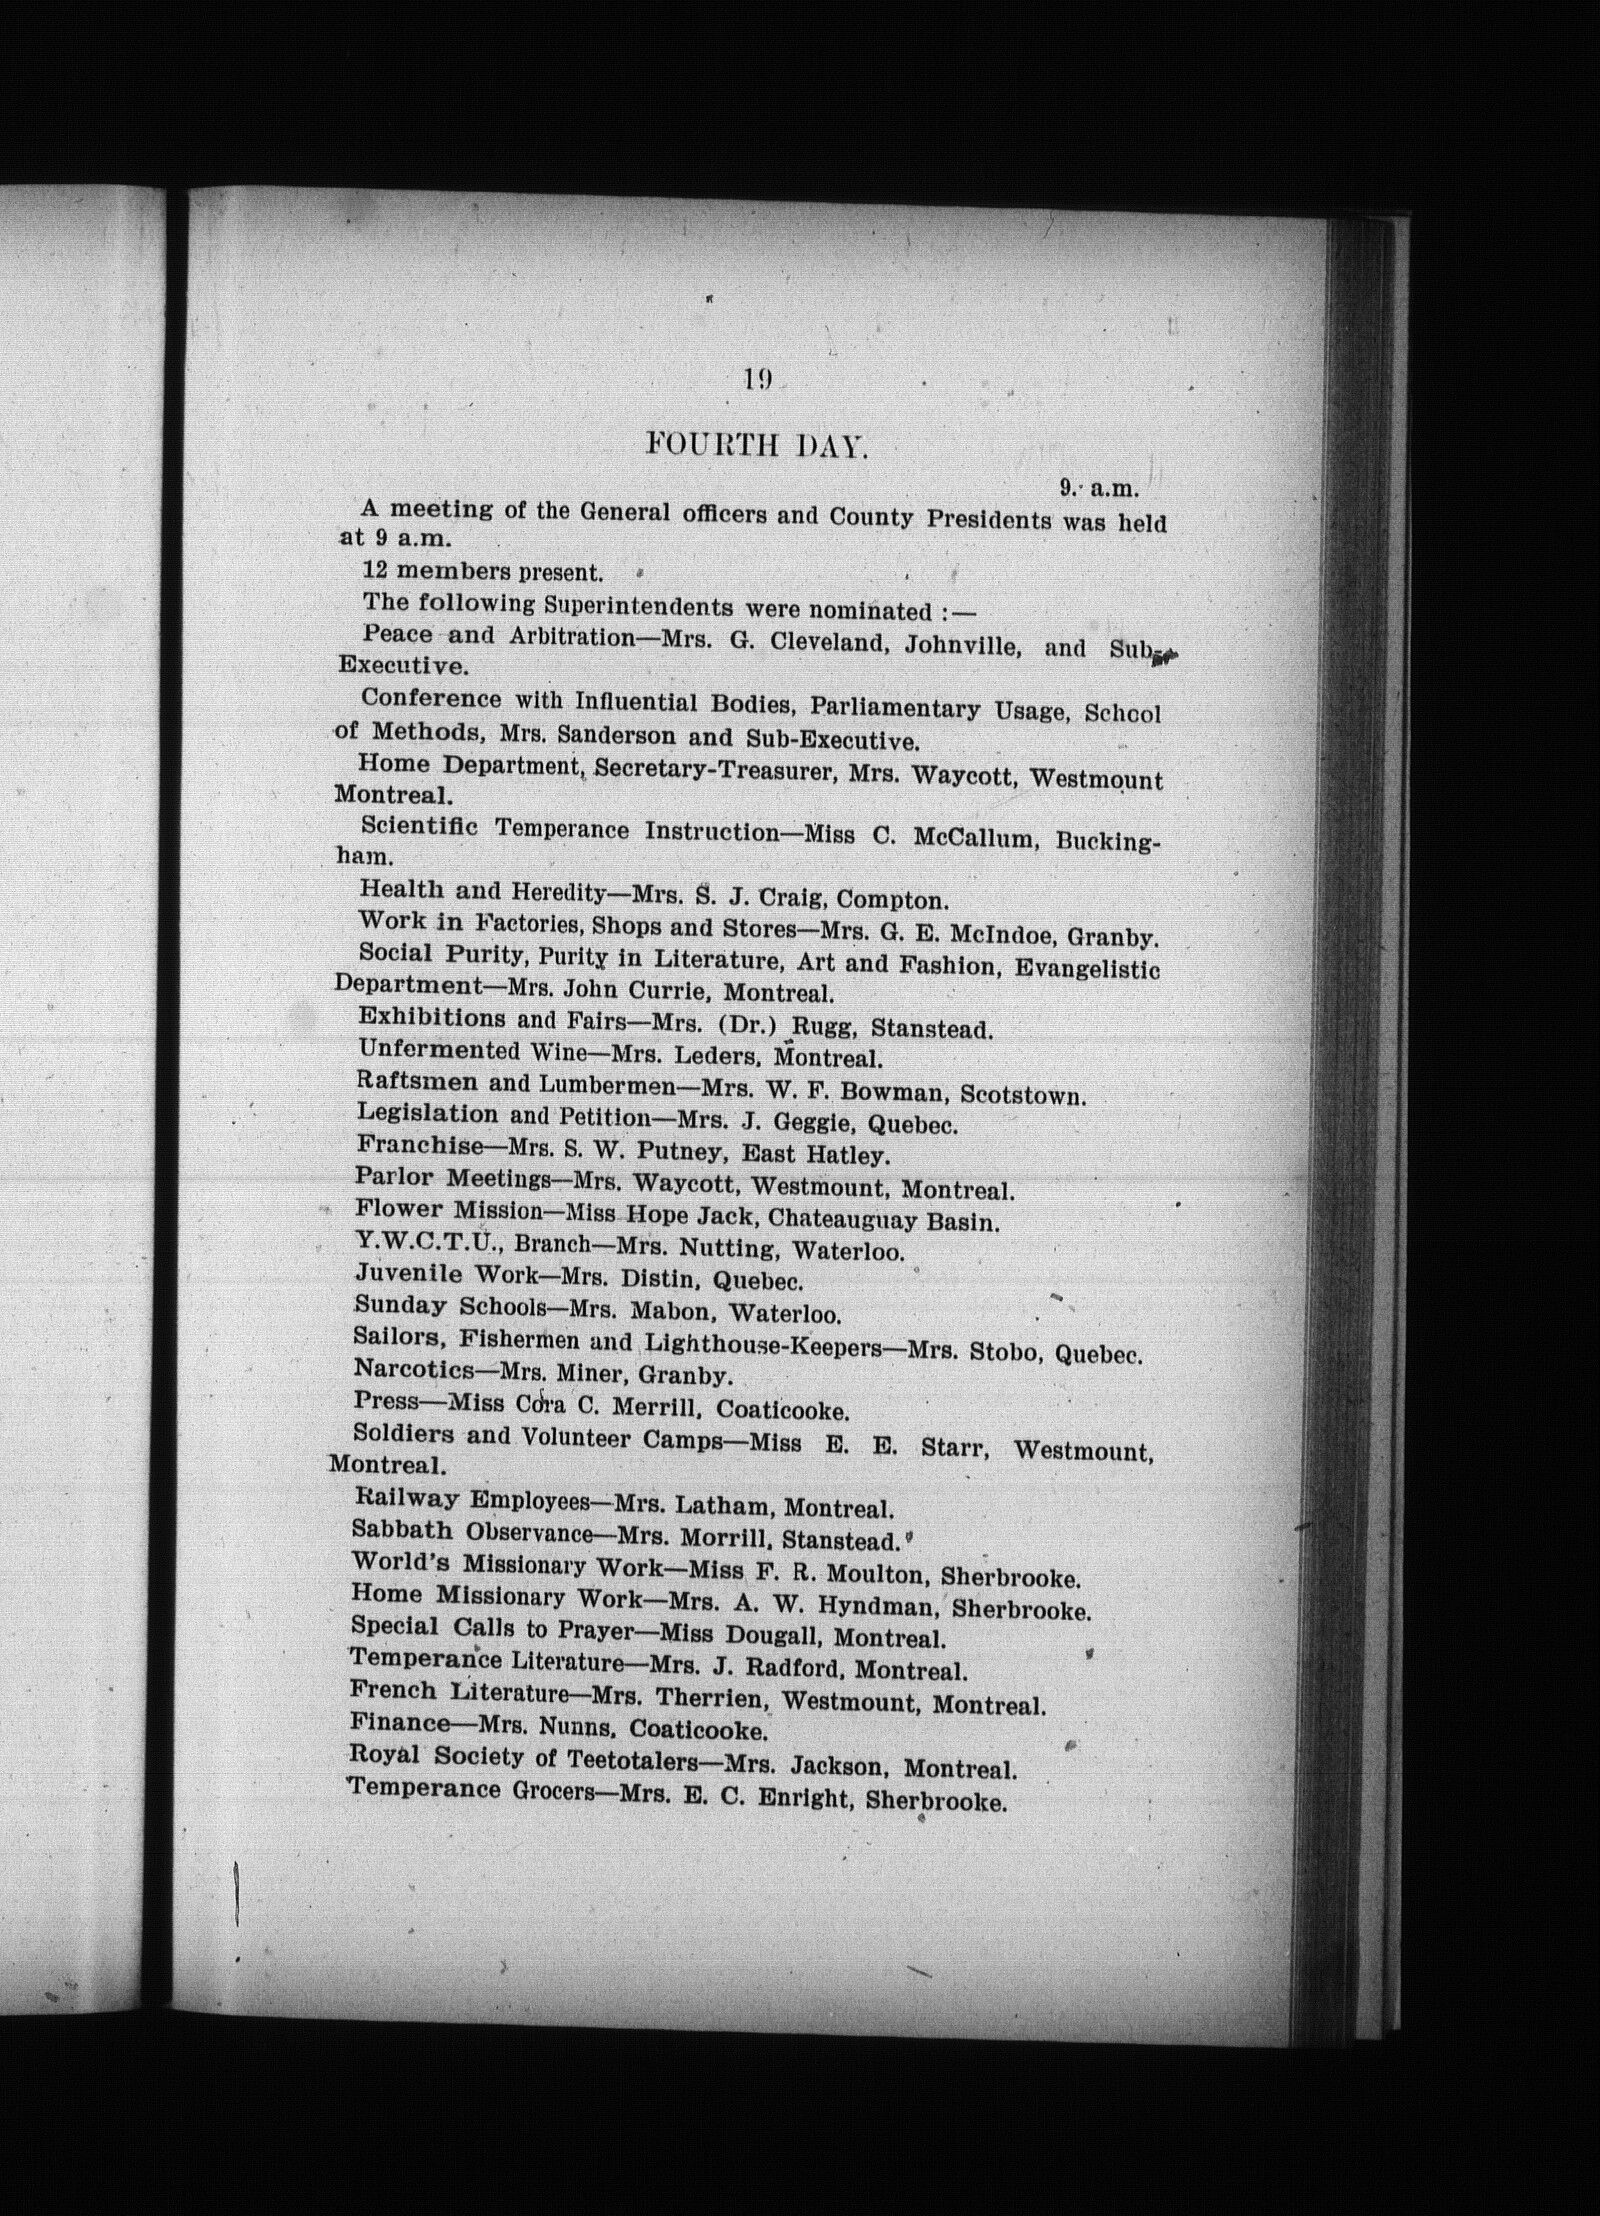 19
FOURTH DAY.
9. a.m.
A meeting of the General officers and County Presidents was held
at 9 a.m.
12 members present.
The following Superintendents were nominated :—
Peace and Arbitration—Mrs. G. Cleveland, Johnville, and Sub-
Executive.
Conference with Influential Bodies, Parliamentary Usage, School
of Methods, Mrs. Sanderson and Sub-Executive.
Home Department, Secretary-Treasurer, Mrs. Waycott, Westmount
Montreal.
Scientific Temperance Instruction—Miss C. McCallum, Bucking-
ham.
Health and Heredity—Mrs. S. J. Craig, Compton.
Work in Factories, Shops and Stores—Mrs. G. E. McIndoe, Granby.
Social Purity, Purity in Literature, Art and Fashion, Evangelistic
Department—Mrs. John Currie, Montreal.
Exhibitions and Fairs—Mrs. (Dr.) Rugg, Stanstead.
Unfermented Wine—Mrs. Leders, Montreal.
Raftsmen and Lumbermen—Mrs. W. F. Bowman, Scotstown.
Legislation and Petition—Mrs. J. Geggie, Quebec.
Franchise—Mrs. S. W. Putney, East Hatley.
Parlor Meetings—Mrs. Waycott, Westmount, Montreal.
Flower Mission—Miss Hope Jack, Chateauguay Basin.
Y.W.C.T.U., Branch—Mrs. Nutting, Waterloo.
Juvenile Work—Mrs. Distin, Quebec.
Sunday Schools—Mrs. Mabon, Waterloo.
Sailors, Fishermen and Lighthouse-Keepers—Mrs. Stobo, Quebec.
Narcotics—Mrs. Miner, Granby.
Press—Miss Cora C. Merrill, Coaticooke.
Soldiers and Volunteer Camps—Miss E. E. Starr, Westmount,
Montreal.
Railway Employees—Mrs. Latham, Montreal.
Sabbath Observance—Mrs. Morrill, Stanstead.
World's Missionary Work—Miss F. R. Moulton, Sherbrooke.
Home Missionary Work—Mrs. A. W. Hyndman, Sherbrooke.
Special Calls to Prayer—Miss Dougall, Montreal.
Temperance Literature—Mrs. J. Radford, Montreal.
French Literature—Mrs. Therrien, Westmount, Montreal.
Finance—Mrs. Nunns, Coaticooke.
Royal Society of Teetotalers—Mrs. Jackson, Montreal.
Temperance Grocers—Mrs. E. C. Enright, Sherbrooke.